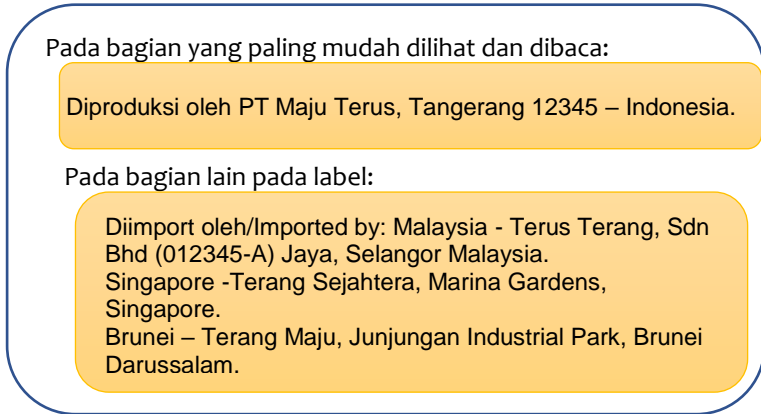 Pada bagian yang paling mudah dilihat dan dibaca:
Diproduksi oleh PT Maju Terus, Tangerang 12345 – Indonesia.
Pada bagian lain pada label:
Diimport oleh/Imported by: Malaysia - Terus Terang, Sdn
Bhd (012345-A) Jaya, Selangor Malaysia.
Singapore -Terang Sejahtera, Marina Gardens,
Singapore.
Brunei – Terang Maju, Junjungan Industrial Park, Brunei
Darussalam.